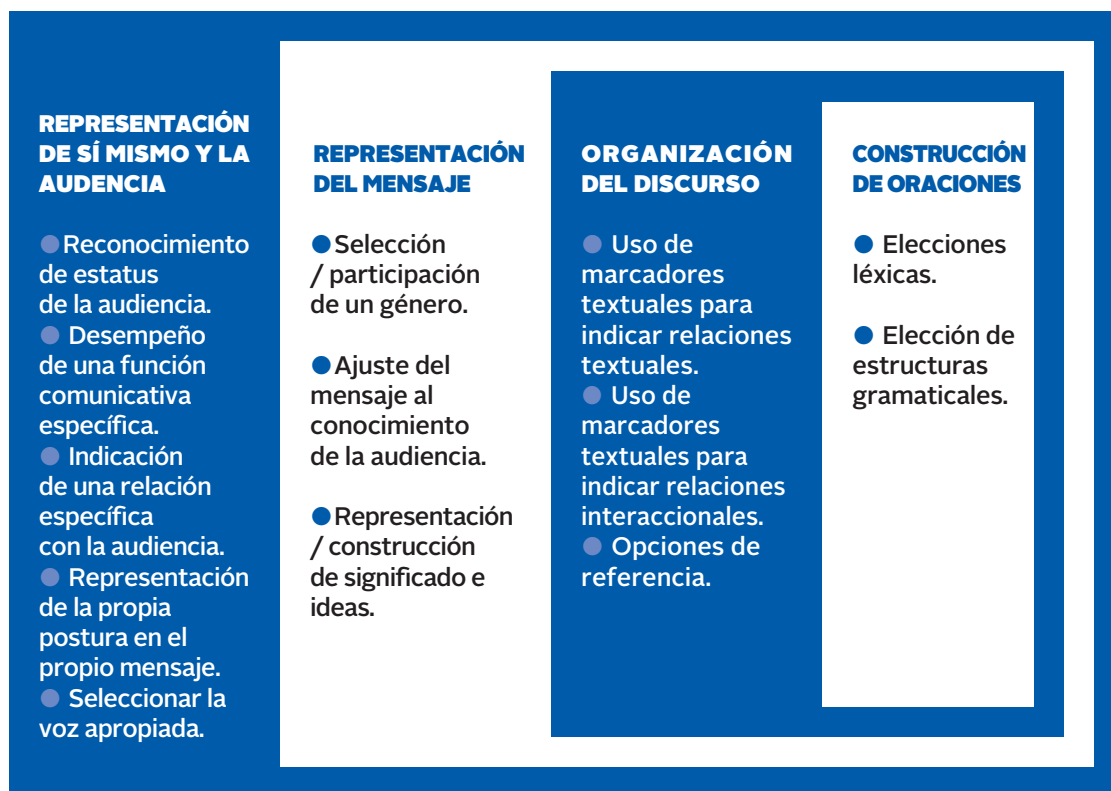 REPRESENTACIÓN
DE SÍ MISMO Y LA
AUDENCIA
● Reconocimiento
de estatus
de la audiencia.
● Desempeño
de una función
comunicativa
específica.
● Indicación
de una relación
específica
con la audiencia.
● Representación
de la propia
postura en el
propio mensaje.
● Seleccionar la
voz apropiada.
REPRESENTACIÓN
DEL MENSAJE
● Selección
/ participación
de un género.
● Ajuste del
mensaje al
conocimiento
de la audiencia.
● Representación
/ construcción
de significado e
ideas.
ORGANIZACIÓN
DEL DISCURSO
● Uso de
marcadores
textuales para
indicar relaciones
textuales.
● Uso de
marcadores
textuales para
indicar relaciones
interaccionales.
● Opciones de
referencia.
CONSTRUCCIÓN
DE ORACIONES
● Elecciones
léxicas.
● Elección de
estructuras
gramaticales.